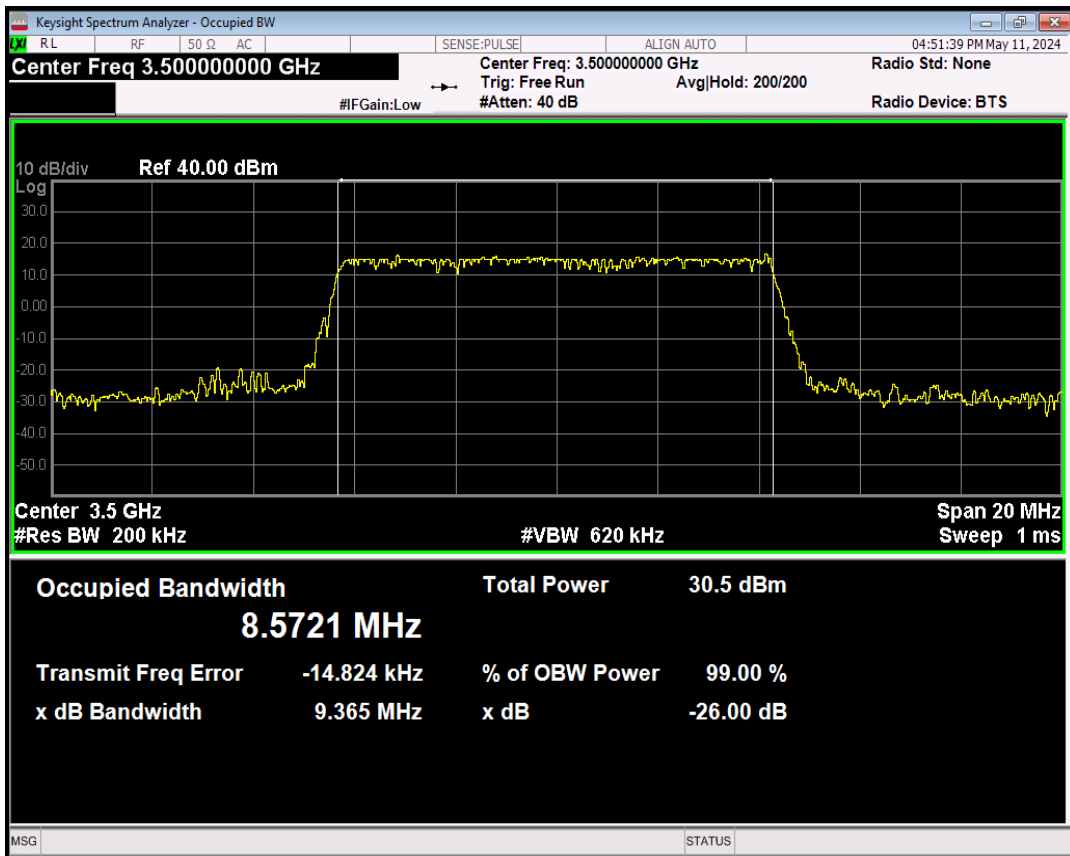 Keysight Spectrum Analyzer - Occupied BW
LXI RL RF 50 Ω AC SENSE:PULSE ALIGN AUTO 04:51:39 PM May 11, 2024
Center Freq 3.500000000 GHz Center Freq: 3.500000000 GHz Radio Std: None
Trig: Free Run Avg|Hold: 200/200
#IFGain:Low #Atten: 40 dB Radio Device: BTS
10 dB/div Ref 40.00 dBm
Log
30.0
20.0
10.0
0.00
-10.0
-20.0
-30.0
-40.0
-50.0
Center 3.5 GHz Span 20 MHz
#Res BW 200 kHz #VBW 620 kHz Sweep 1 ms
Occupied Bandwidth Total Power 30.5 dBm
8.5721 MHz
Transmit Freq Error -14.824 kHz % of OBW Power 99.00 %
x dB Bandwidth 9.365 MHz x dB -26.00 dB
MSG STATUS